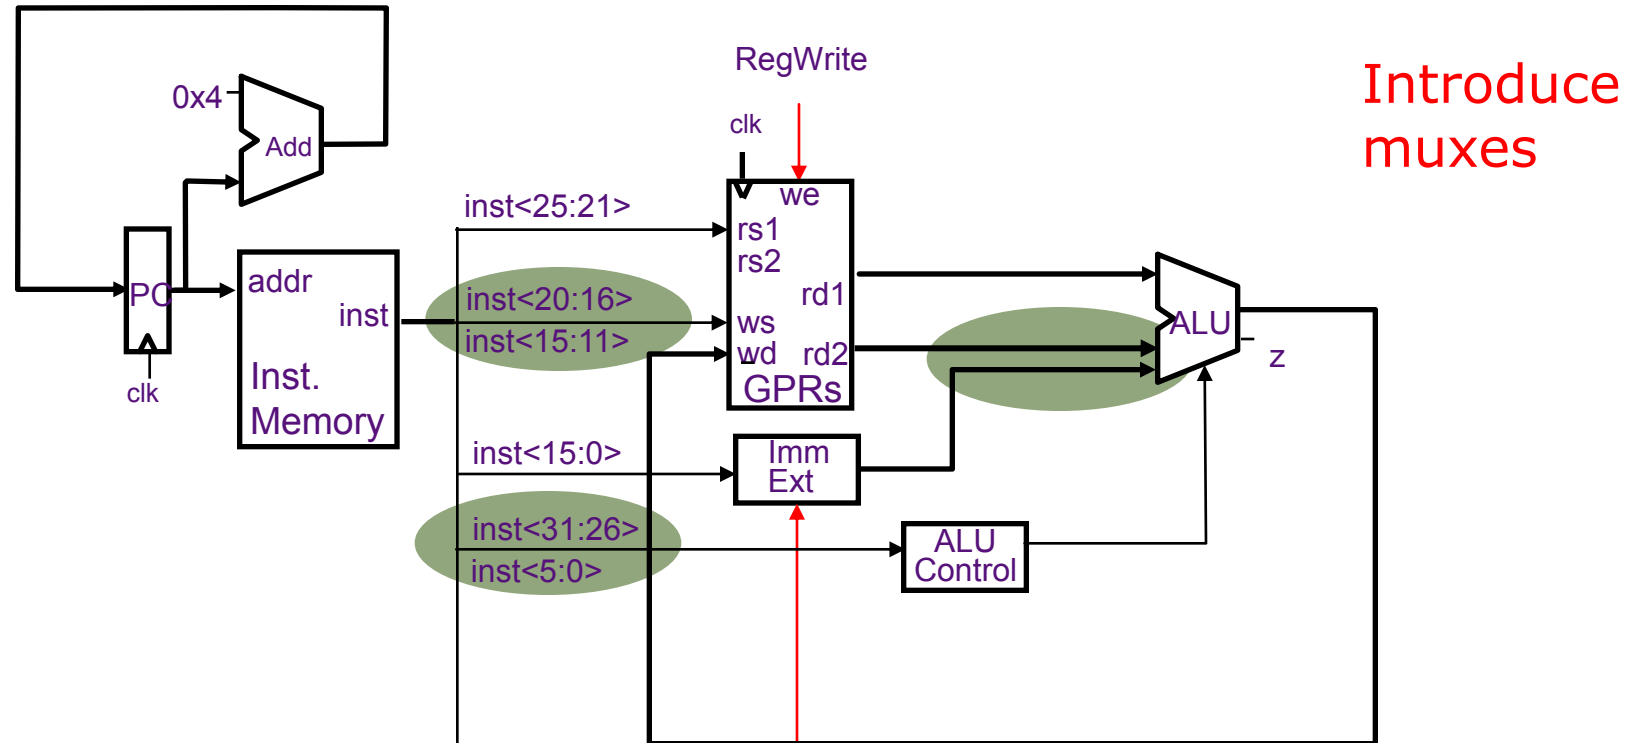 RegWrite
Introduce
muxes
0x4
Add
clk
we
inst<25:21>
rs1
rs2
PC
addr
inst
inst<20:16>
rd1
ws
inst<15:11>
wd
rd2
ALU
z
clk
Inst.
Memory
GPRs
inst<15:0>
Imm
Ext
inst<31:26>
inst<5:0>
ALU
Control